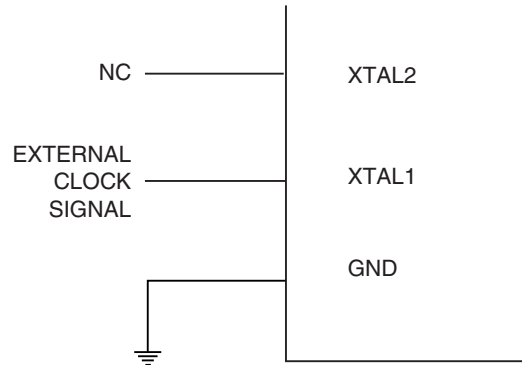 NC
XTAL2
EXTERNAL
CLOCK
SIGNAL
XTAL1
GND